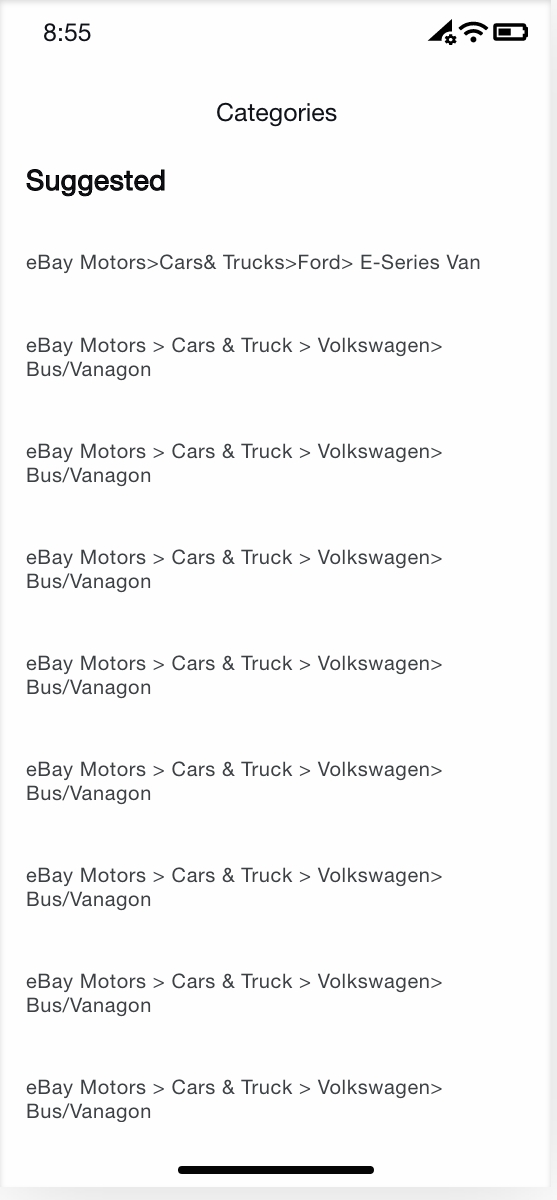 8:55
Categories
Suggested
eBay Motors>Cars& Trucks>Ford> E-Series Van
eBay Motors > Cars & Truck > Volkswagen>
Bus/Vanagon
eBay Motors > Cars & Truck > Volkswagen>
Bus/Vanagon
eBay Motors > Cars & Truck > Volkswagen>
Bus/Vanagon
eBay Motors > Cars & Truck > Volkswagen>
Bus/Vanagon
eBay Motors > Cars & Truck > Volkswagen>
Bus/Vanagon
eBay Motors > Cars & Truck > Volkswagen>
Bus/Vanagon
eBay Motors > Cars & Truck > Volkswagen>
Bus/Vanagon
eBay Motors > Cars & Truck > Volkswagen>
Bus/Vanagon